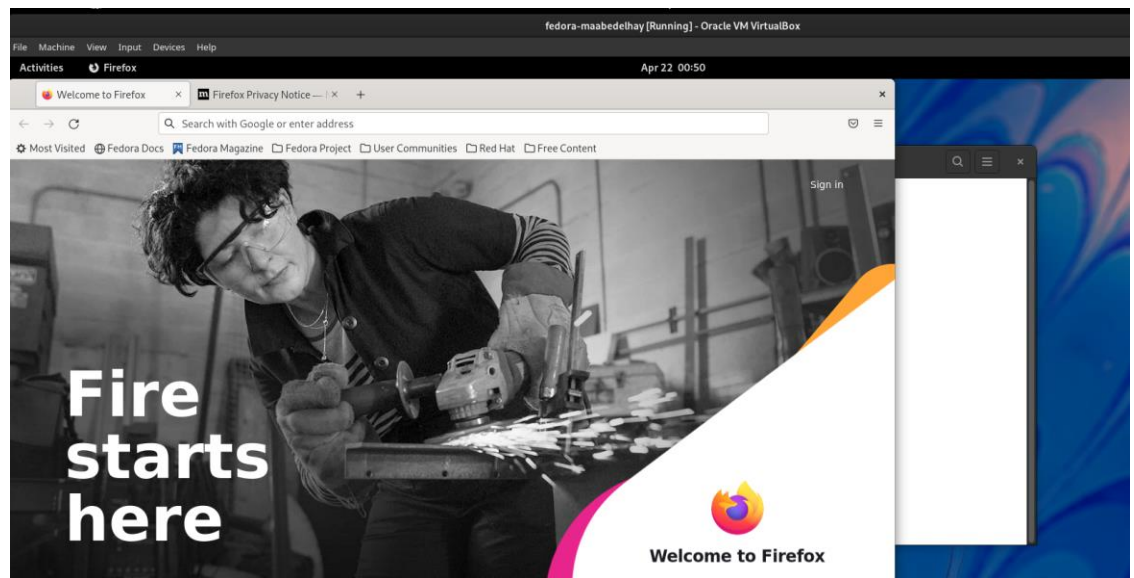 fedora-maabedelhay [Running] - Oracle VM VirtualBox
File Machine View Input Devices Help
Activities Firefox Apr 22 00:50
Welcome to Firefox × Firefox Privacy Notice — × +
Search with Google or enter address
Most Visited Fedora Docs Fedora Magazine Fedora Project User Communities Red Hat Free Content
Sign in
Fire
starts
here
Welcome to Firefox